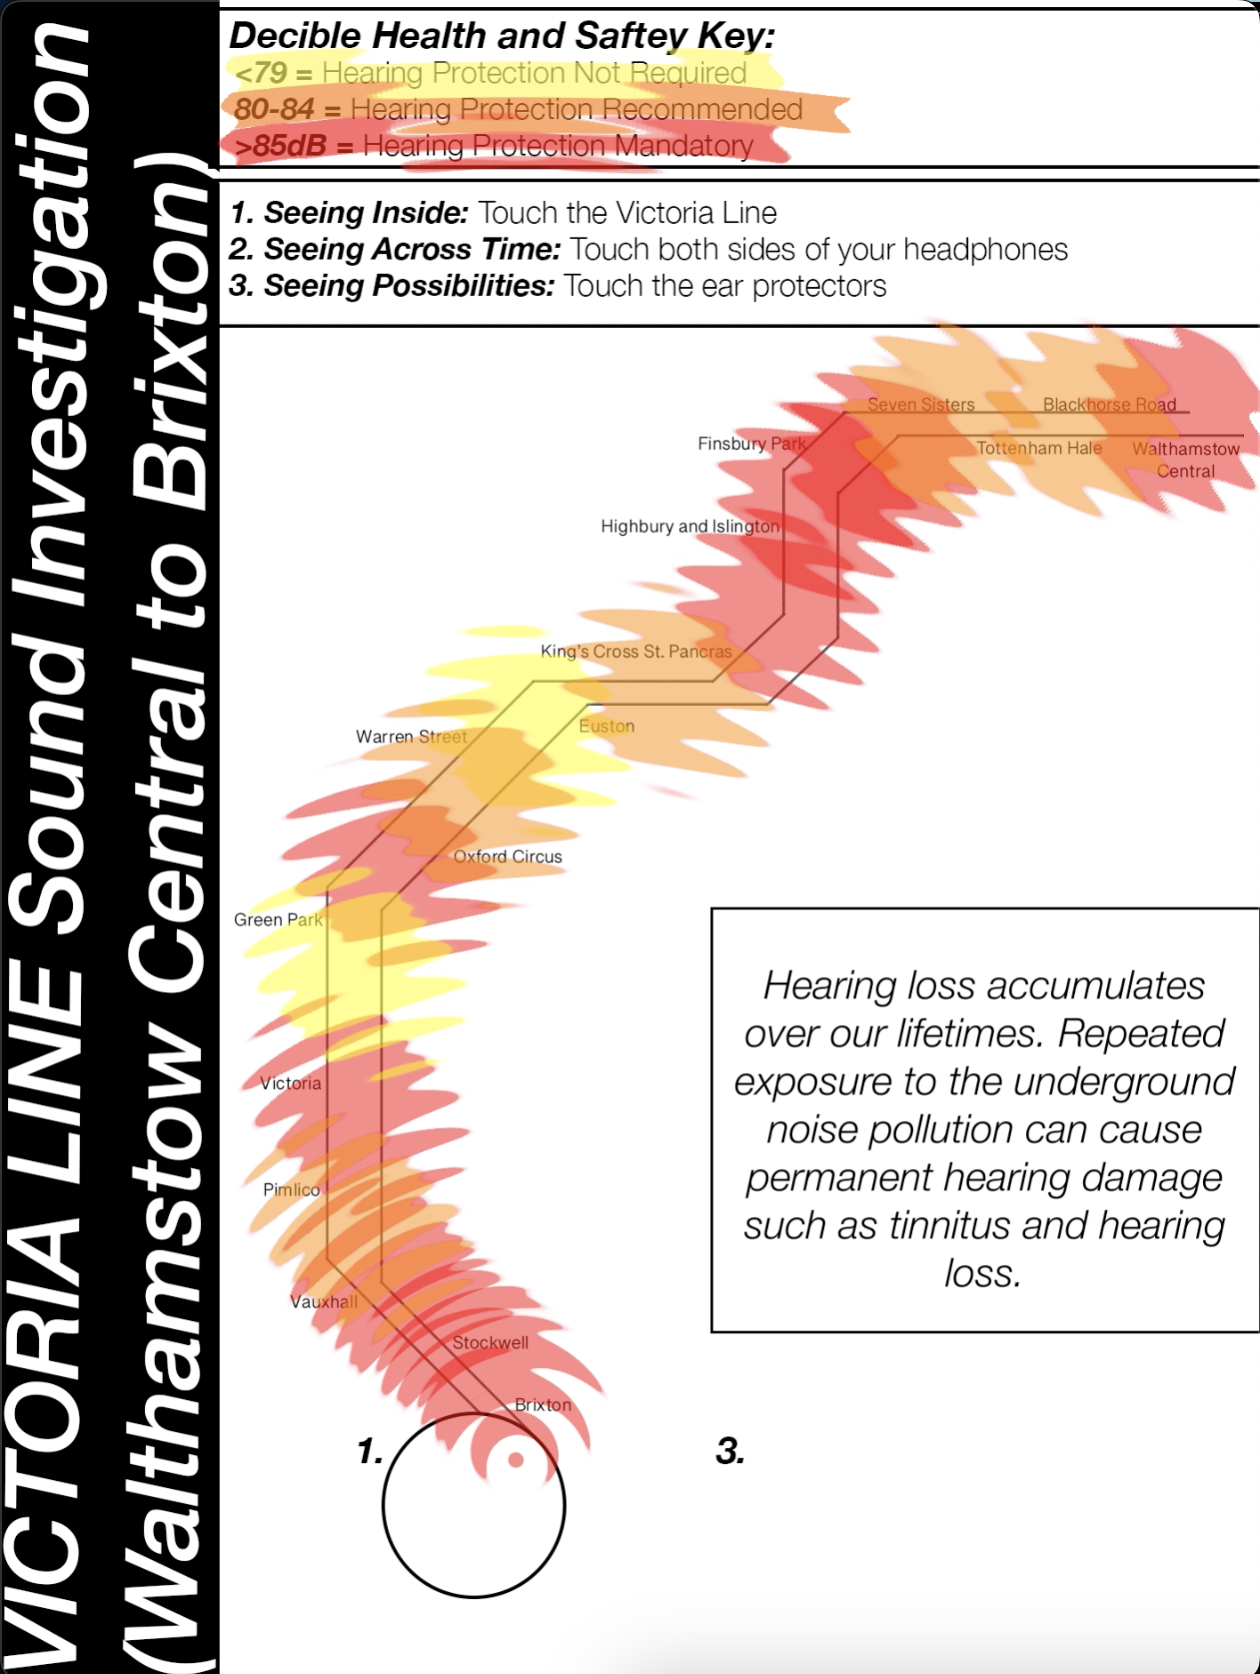 VICTORIA LINE Sound Investigation
(Walthamstow Central to Brixton)
Decible Health and Saftey Key:
<79 = Hearing Protection Not Required
80-84 = Hearing Protection Recommended
>85dB = Hearing Protection Mandatory
1. Seeing Inside: Touch the Victoria Line
2. Seeing Across Time: Touch both sides of your headphones
3. Seeing Possibilities: Touch the ear protectors
Seven Sisters
Blackhorse Road
Finsbury Park
Tottenham Hale
Walthamstow
Central
Highbury and Islington
King's Cross St. Pancras
Euston
Warren Street
Oxford Circus
Green Park
Victoria
Pimlico
Vauxhall
Stockwell
Brixton
Hearing loss accumulates
over our lifetimes. Repeated
exposure to the underground
noise pollution can cause
permanent hearing damage
such as tinnitus and hearing
loss.
1.
3.